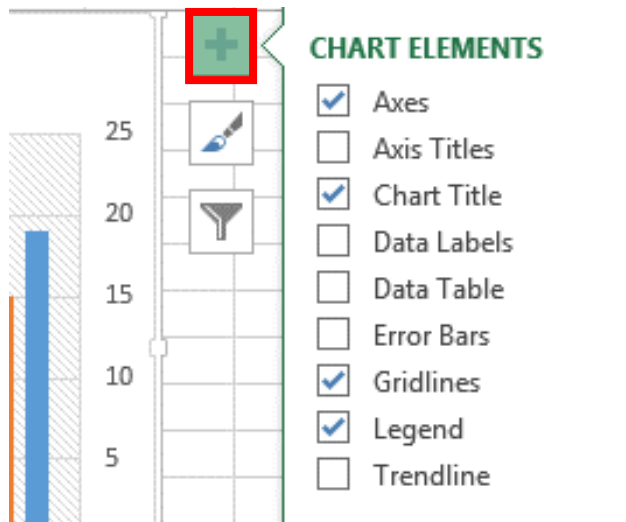 CHART ELEMENTS
Axes
Axis Titles
Chart Title
Data Labels
Data Table
Error Bars
Gridlines
Legend
Trendline
25
20
15
10
5